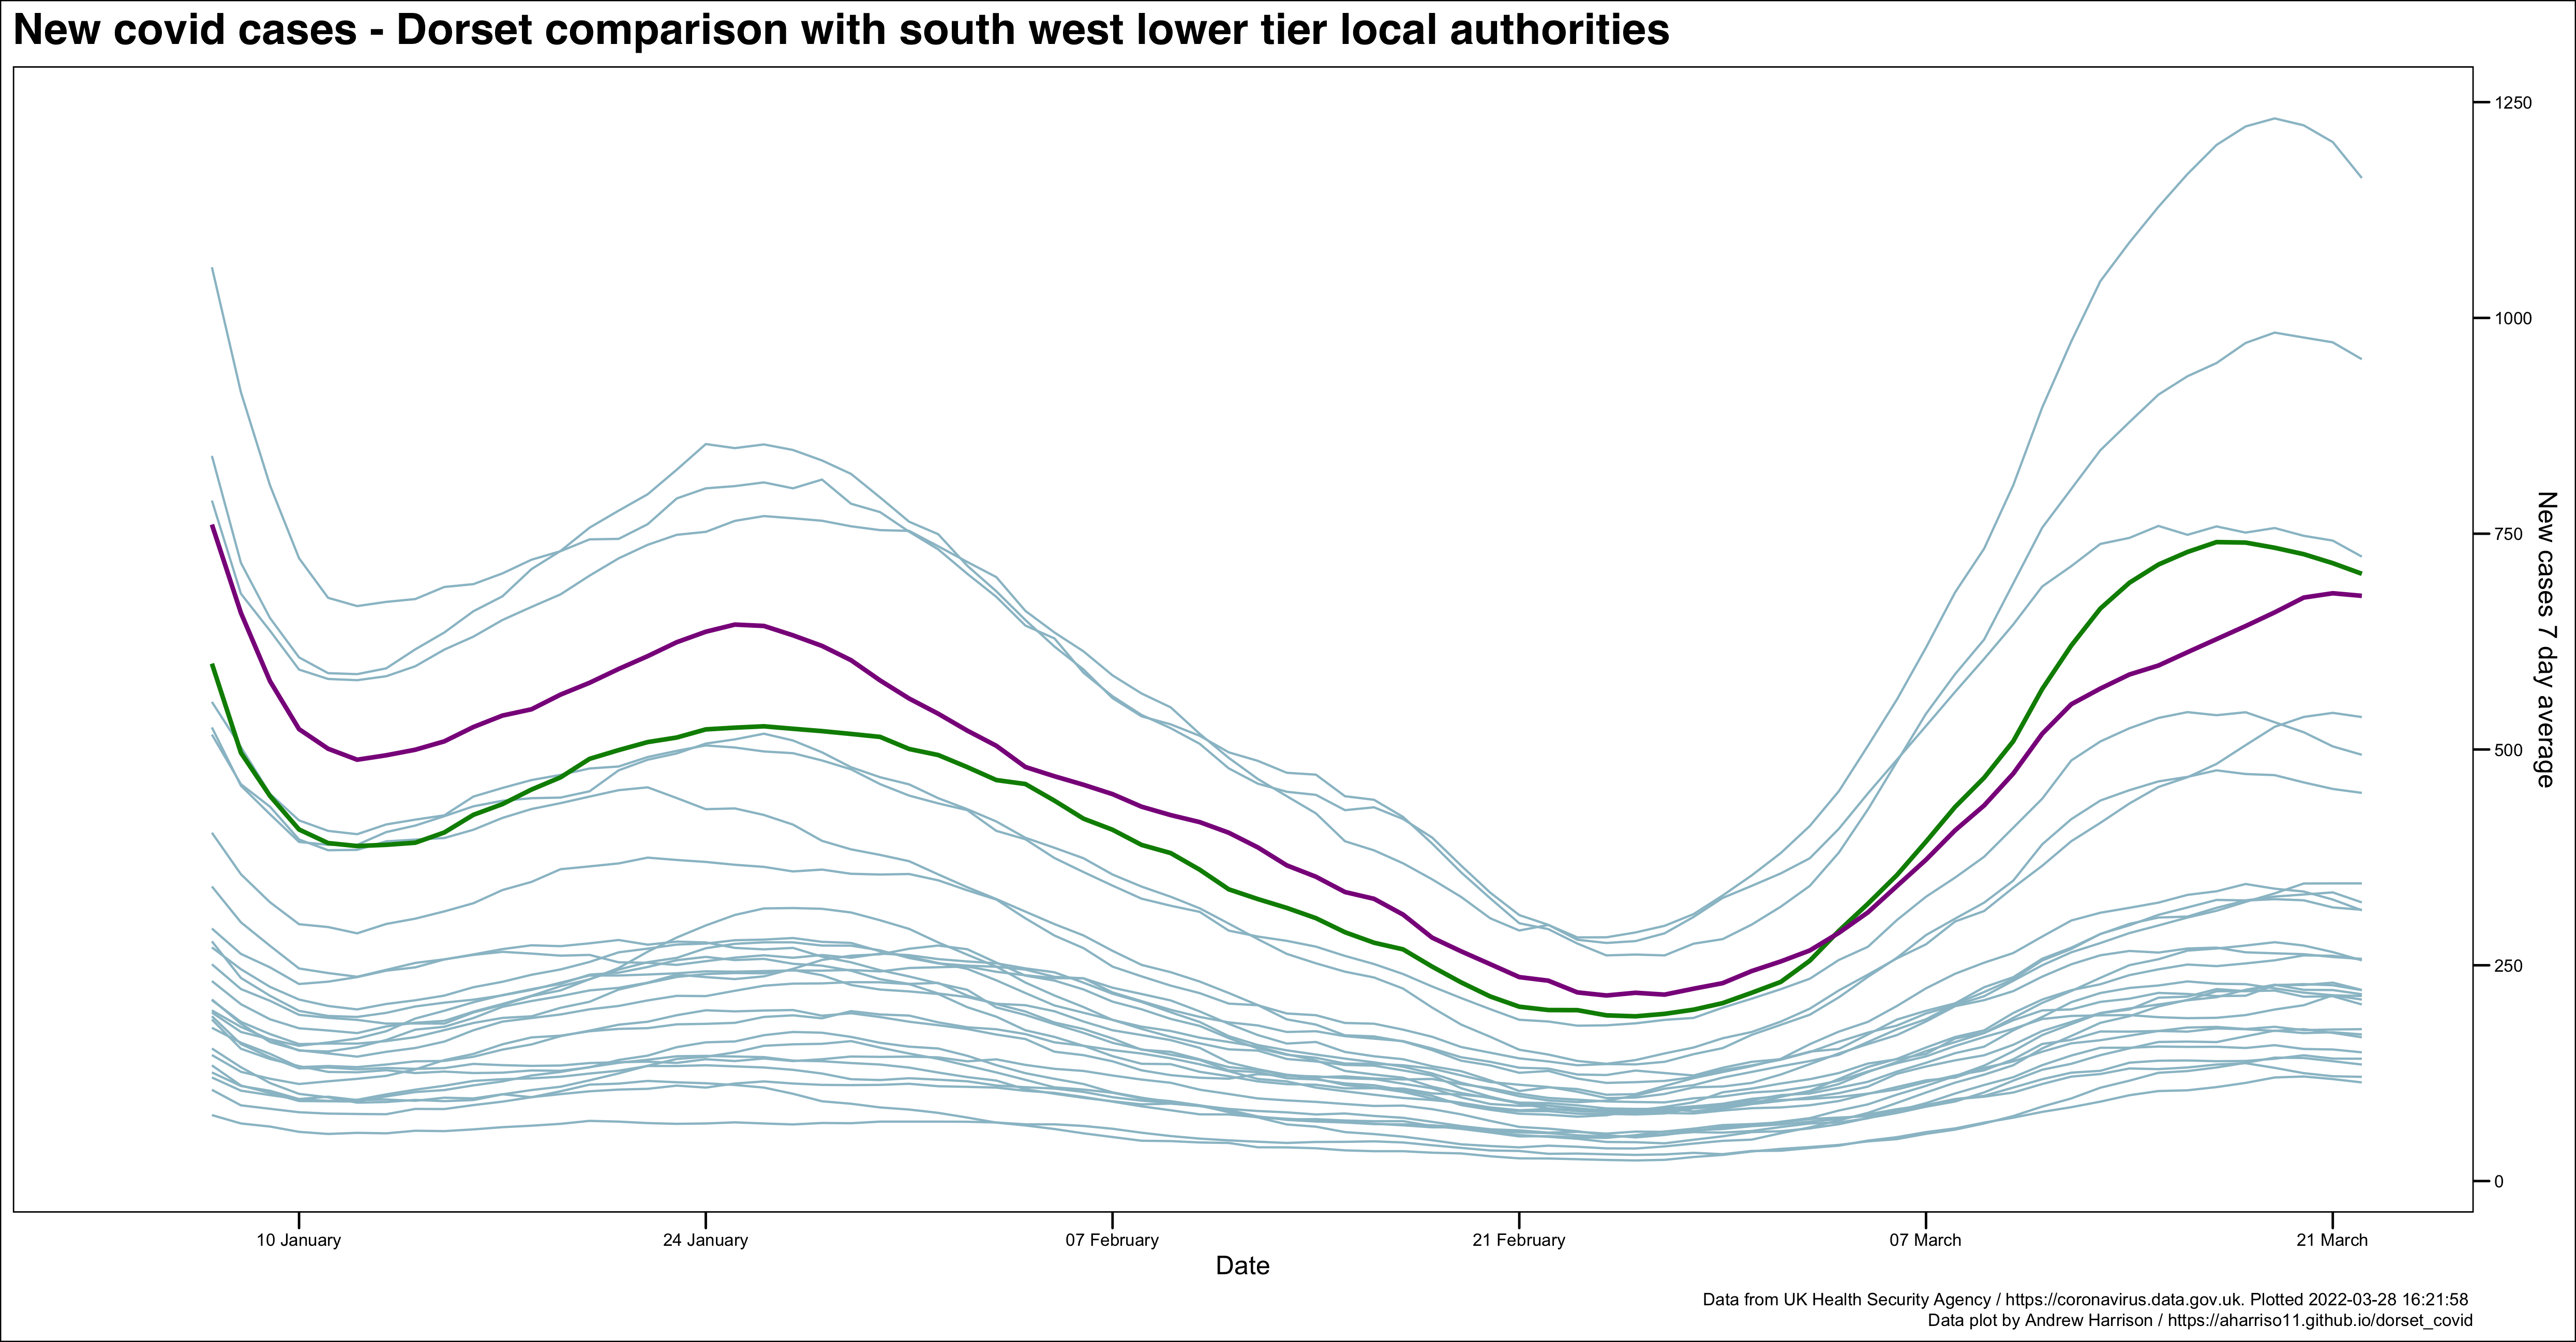 New covid cases - Dorset comparison with south west lower tier local authorities
1250
1000
750
500
250
0
New cases 7 day average
10 January
24 January
07 February
21 February
07 March
21 March
Date
Data from UK Health Security Agency / https://coronavirus.data.gov.uk. Plotted 2022-03-28 16:21:58
Data plot by Andrew Harrison / https://aharriso11.github.io/dorset_covid